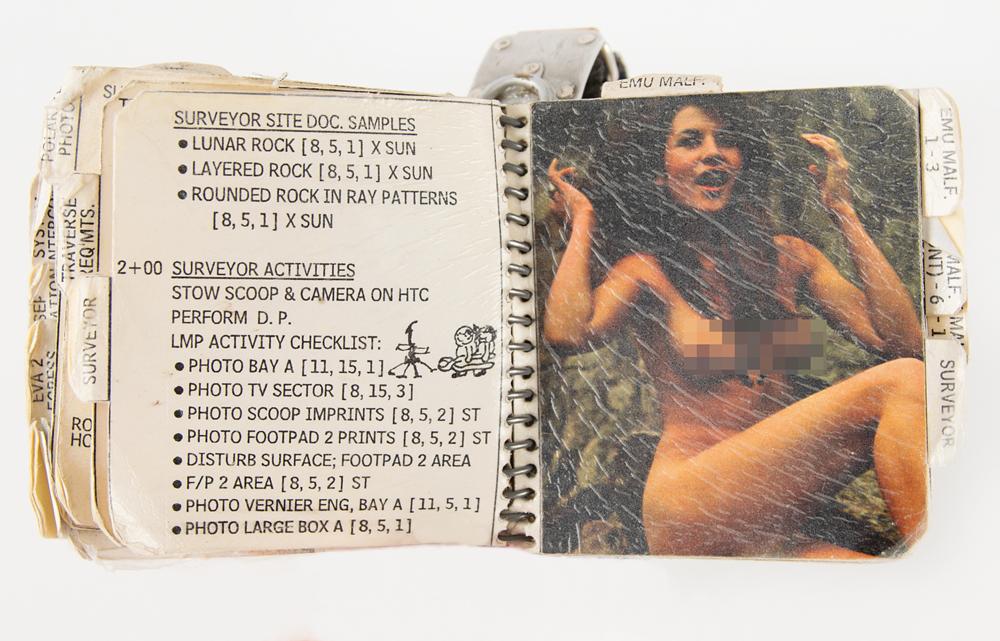 EMU MALF.
SURVEYOR SITE DOC. SAMPLES
• LUNAR ROCK [8, 5, 1] X SUN
• LAYERED ROCK [8, 5, 1] X SUN
• ROUNDED ROCK IN RAY PATTERNS
[8, 5, 1] X SUN
2+00 SURVEYOR ACTIVITIES
STOW SCOOP & CAMERA ON HTC
PERFORM D. P.
LMP ACTIVITY CHECKLIST:
• PHOTO BAY A [11, 15, 1]
• PHOTO TV SECTOR [8, 15, 3]
• PHOTO SCOOP IMPRINTS [8, 5, 2] ST
• PHOTO FOOTPAD 2 PRINTS [8, 5, 2] ST
• DISTURB SURFACE; FOOTPAD 2 AREA
• F/P 2 AREA [8, 5, 2] ST
• PHOTO VERNIER ENG, BAY A [11, 5, 1]
• PHOTO LARGE BOX A [8, 5, 1]
POLAR
PHOTO
TRAVERSE
REQ'MTS.
SURVEYOR
EVA 2
EGRESS
EMU MALF.
1-3
MALF.
SURVEYOR